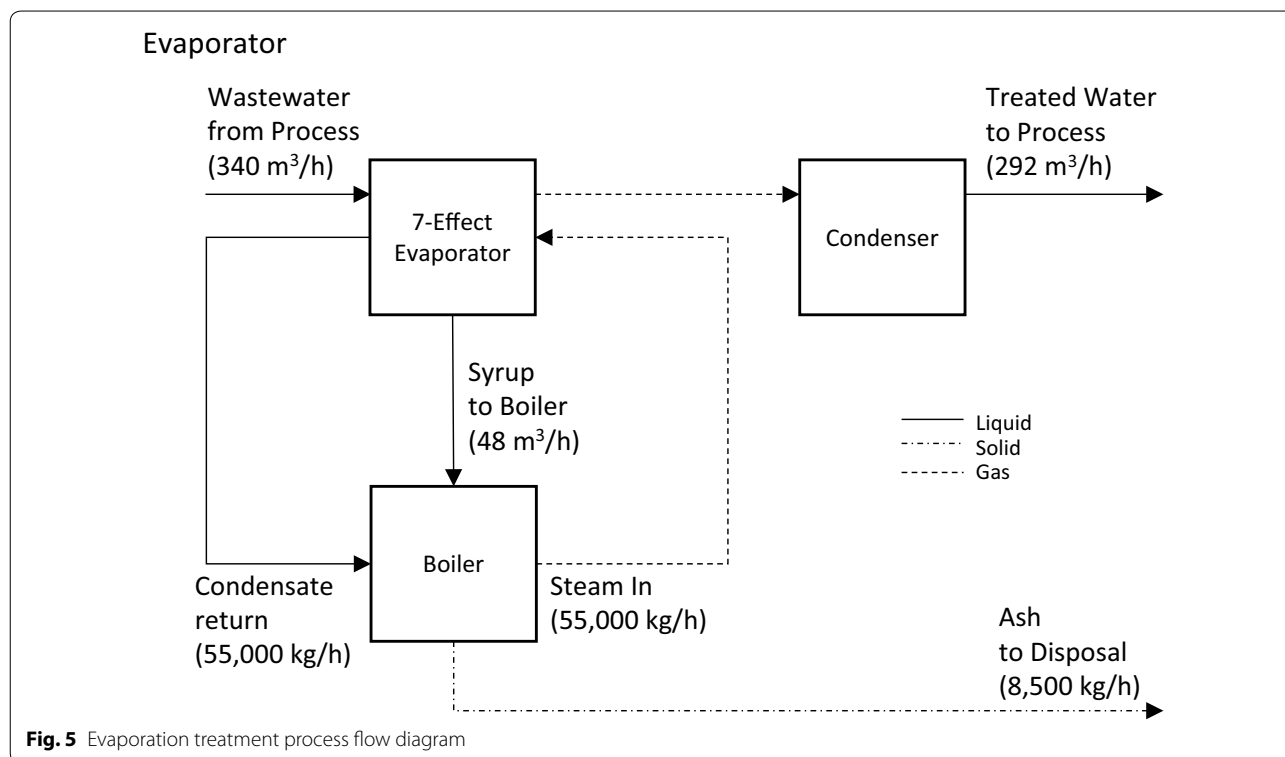 Evaporator
Wastewater
from Process
(340 m³/h)
Treated Water
to Process
(292 m³/h)
7-Effect
Evaporator
Condenser
Syrup
to Boiler
(48 m³/h)
Liquid
Solid
Gas
Boiler
Condensate
return
(55,000 kg/h)
Steam In
(55,000 kg/h)
Ash
to Disposal
(8,500 kg/h)
Fig. 5 Evaporation treatment process flow diagram